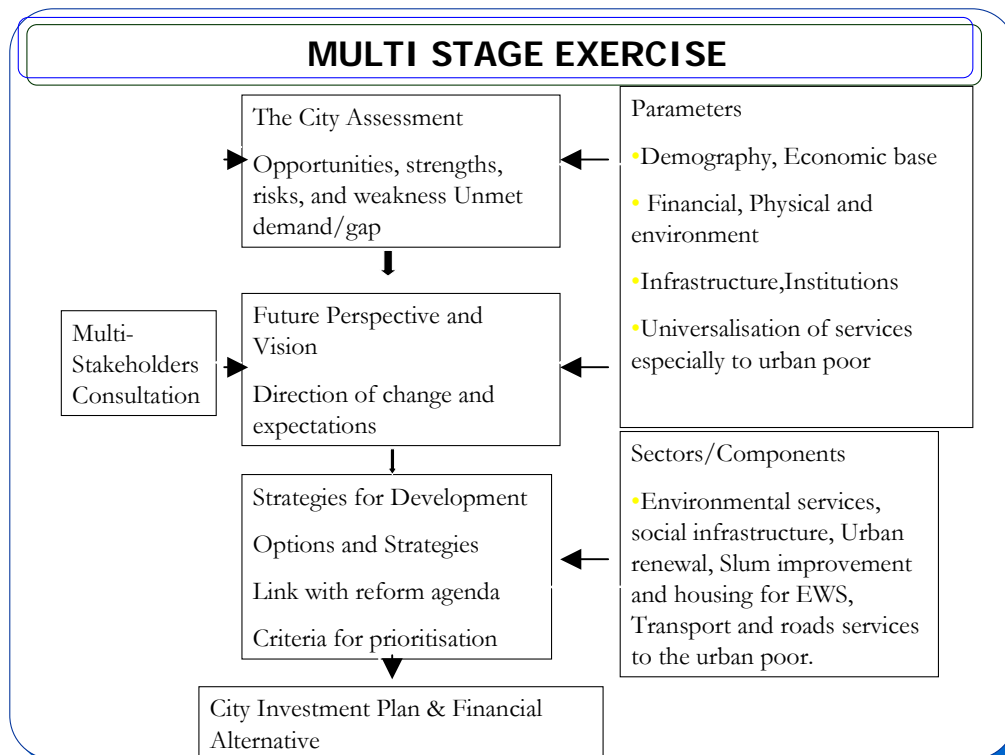 MULTI STAGE EXERCISE
The City Assessment
Opportunities, strengths,
risks, and weakness Unmet
demand/gap
Parameters
•Demography, Economic base
• Financial, Physical and
environment
•Infrastructure,Institutions
•Universalisation of services
especially to urban poor
Multi-
Stakeholders
Consultation
Future Perspective and
Vision
Direction of change and
expectations
Strategies for Development
Options and Strategies
Link with reform agenda
Criteria for prioritisation
Sectors/Components
•Environmental services,
social infrastructure, Urban
renewal, Slum improvement
and housing for EWS,
Transport and roads services
to the urban poor.
City Investment Plan & Financial
Alternative